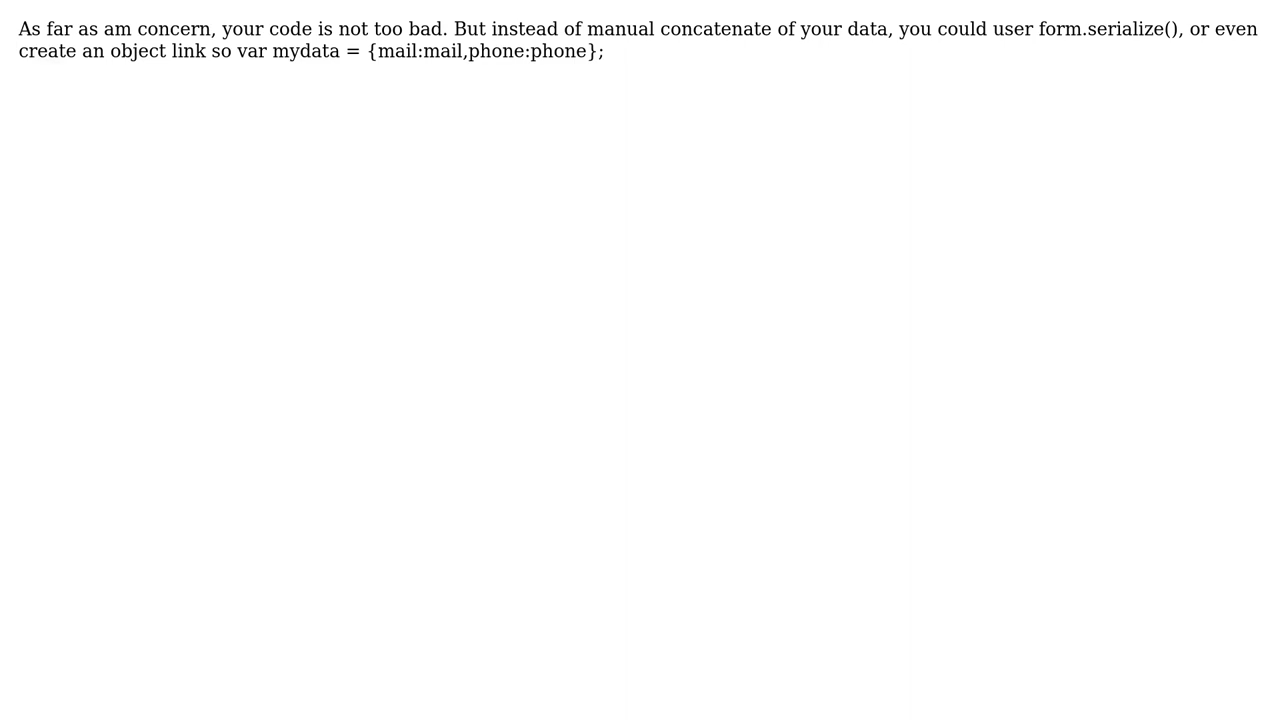 As far as am concern, your code is not too bad. But instead of manual concatenate of your data, you could user form.serialize(), or even
create an object link so var mydata = {mail:mail,phone:phone};